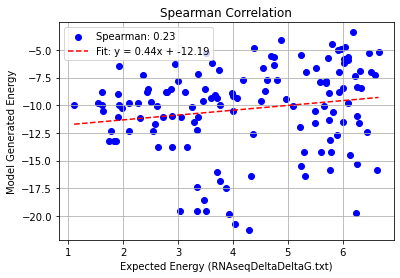 Spearman Correlation
Spearman: 0.23
Fit: y = 0.44x + -12.19
Model Generated Energy
−5.0
−7.5
−10.0
−12.5
−15.0
−17.5
−20.0
1 2 3 4 5 6
Expected Energy (RNAseqDeltaDeltaG.txt)